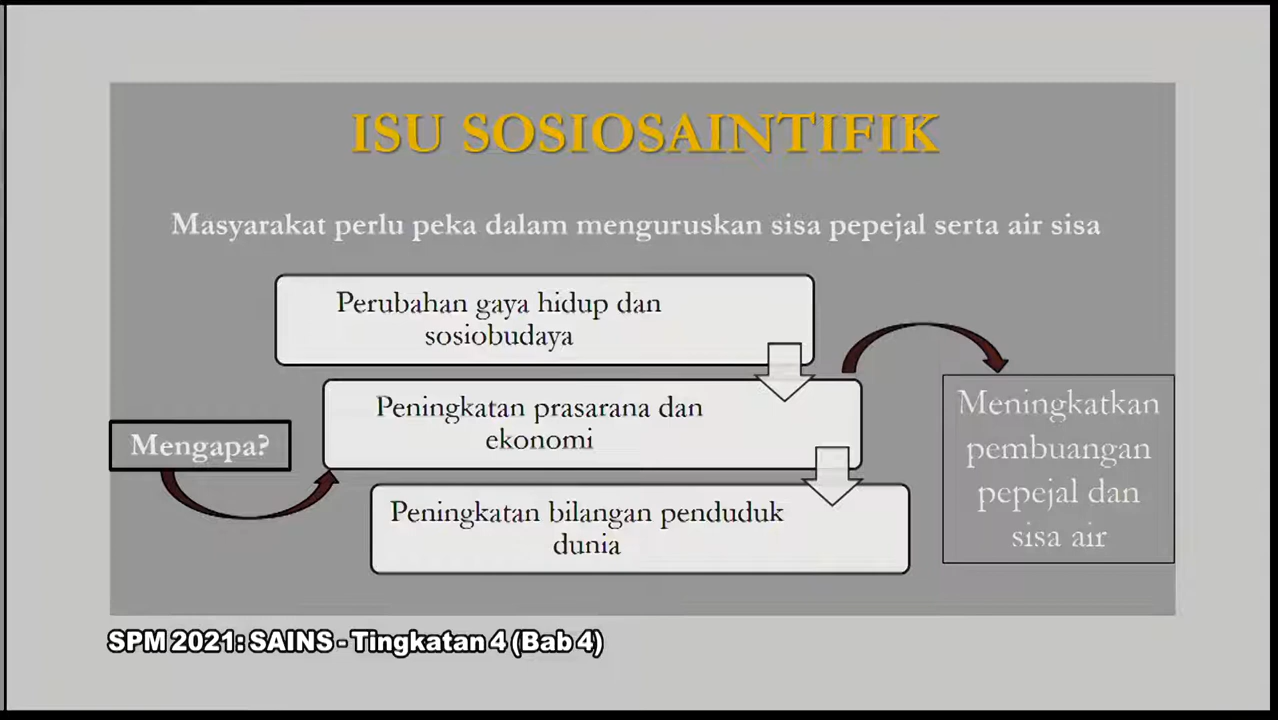 ISU SOSIOSAINTIFIK
Masyarakat perlu peka dalam menguruskan sisa pepejal serta air sisa
Perubahan gaya hidup dan
sosiobudaya
Peningkatan prasarana dan
ekonomi
Mengapa?
Peningkatan bilangan penduduk
dunia
Meningkatkan
pembuangan
pepejal dan
sisa air
SPM 2021: SAINS - Tingkatan 4 (Bab 4)